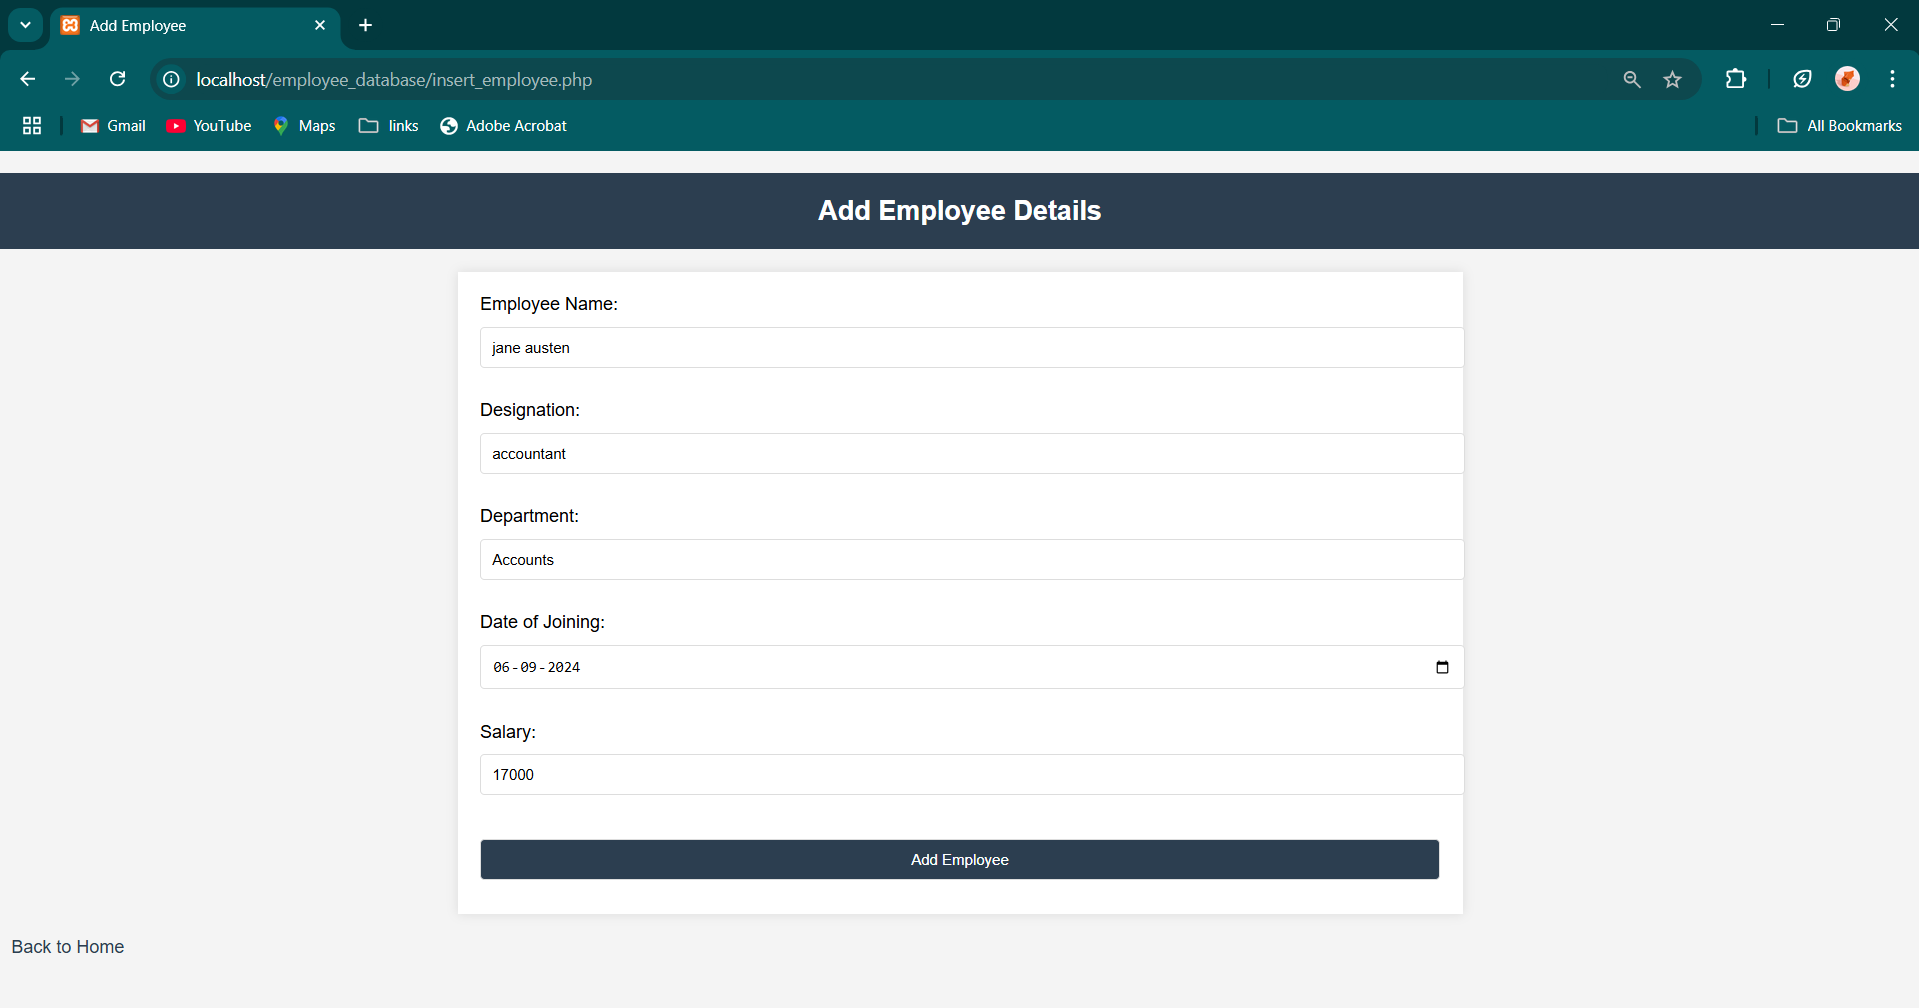 Add Employee
localhost/employee_database/insert_employee.php
Gmail YouTube Maps links Adobe Acrobat All Bookmarks
Add Employee Details
Employee Name:
jane austen
Designation:
accountant
Department:
Accounts
Date of Joining:
06-09-2024
Salary:
17000
Add Employee
Back to Home